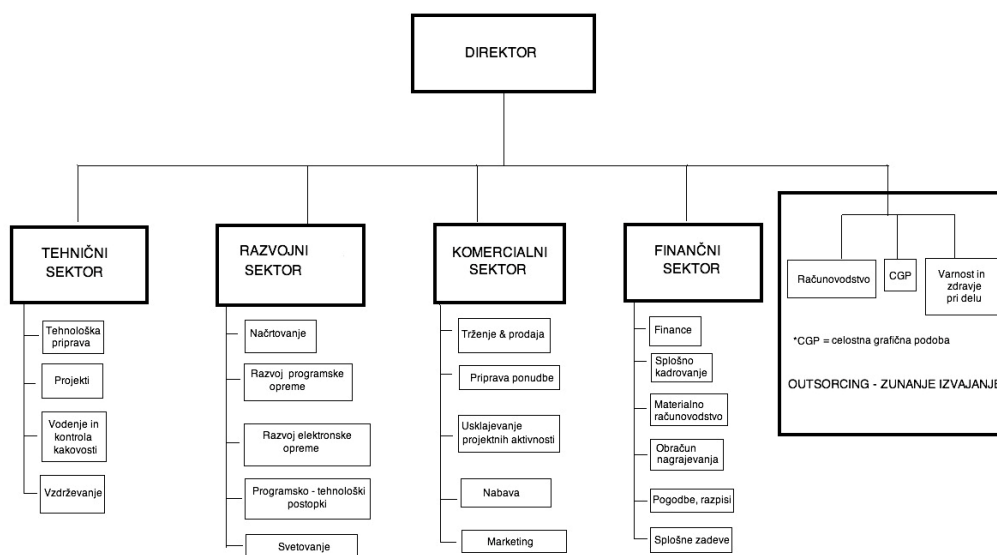 DIREKTOR
TEHNIČNI
SEKTOR
Tehnološka
priprava
Projekti
Vodenje in
kontrola
kakovosti
Vzdrževanje
RAZVOJNI
SEKTOR
Načrtovanje
Razvoj programske
opreme
Razvoj elektronske
opreme
Programsko - tehnološki
postopki
Svetovanje
KOMERCIALNI
SEKTOR
Trženje & prodaja
Priprava ponudbe
Usklajevanje
projektnih aktivnosti
Nabava
Marketing
FINANČNI
SEKTOR
Finance
Splošno
kadrovanje
Materialno
računovodstvo
Obračun
nagrajevanja
Pogodbe, razpisi
Splošne zadeve
Računovodstvo
CGP
Varnost in
zdravje
pri delu
*CGP = celostna grafična podoba
OUTSORCING - ZUNANJE IZVAJANJE